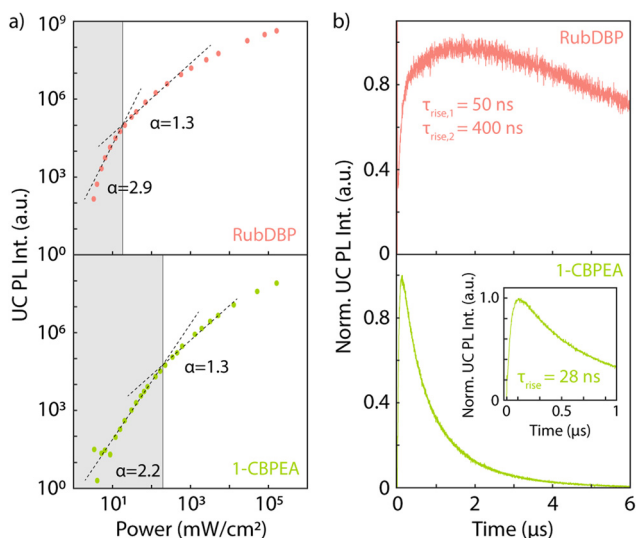 a)
10⁹
10⁶
10³
10⁰
α=1.3
α=2.9
RubDBP
10⁶
10³
10⁰
α=1.3
α=2.2
1-CBPEA
10¹
10³
10⁵
Power (mW/cm²)
UC PL Int. (a.u.)
b)
RubDBP
0.8
0.4
0
τrise,1 = 50 ns
τrise,2 = 400 ns
1-CBPEA
0.8
0.4
0
1.0
0.8
0.4
0
τrise = 28 ns
0
0.5
1
Time (µs)
Norm. UC PL Int. (a.u.)
0
2
4
6
Time (µs)
Norm. UC PL Int. (a.u.)